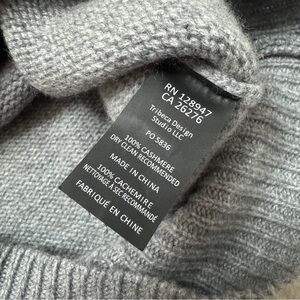 RN 128947
CA 26276
Tribeca Design
Studio LLC
PO 5836
100% CASHMERE
DRY CLEAN RECOMMENDED
MADE IN CHINA
100% CACHEMIRE
NETTOYAGE À SEC RECOMMANDÉ
FABRIQUÉ EN CHINE